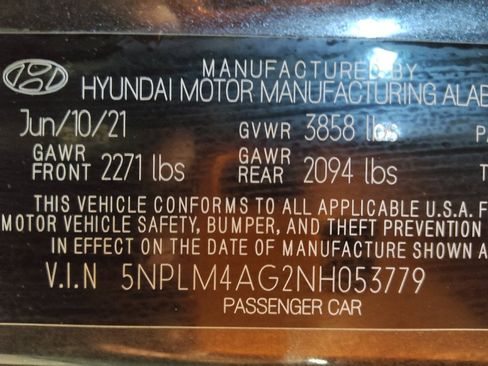 MANUFACTURED BY
HYUNDAI MOTOR MANUFACTURING ALAB
Jun/10/21 GVWR 3858 lbs PA
GAWR FRONT 2271 lbs GAWR REAR 2094 lbs T
THIS VEHICLE CONFORMS TO ALL APPLICABLE U.S.A. F
MOTOR VEHICLE SAFETY, BUMPER, AND THEFT PREVENTION
IN EFFECT ON THE DATE OF MANUFACTURE SHOWN A
V.I.N 5NPLM4AG2NH053779
PASSENGER CAR